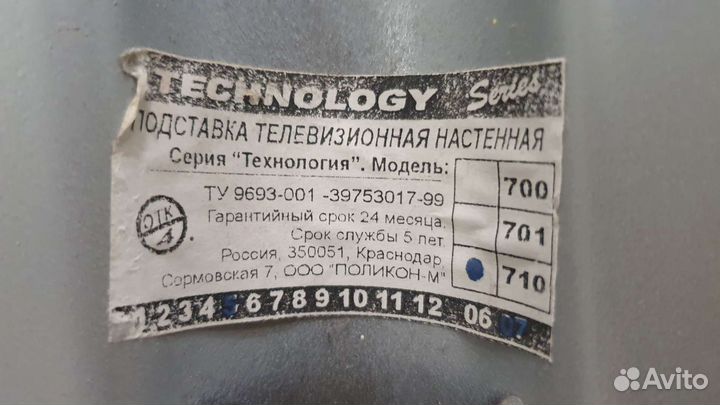 TECHNOLOGY Series
ПОДСТАВКА ТЕЛЕВИЗИОННАЯ НАСТЕННАЯ
Серия "Технология". Модель:
700
ТУ 9693-001 -39753017-99
Гарантийный срок 24 месяца.
701
Срок службы 5 лет.
ОТК
4
Россия, 350051, Краснодар,
710
Сормовская 7, ООО "ПОЛИКОН-М"
1 2 3 4 5 6 7 8 9 10 11 12 06 07
Avito